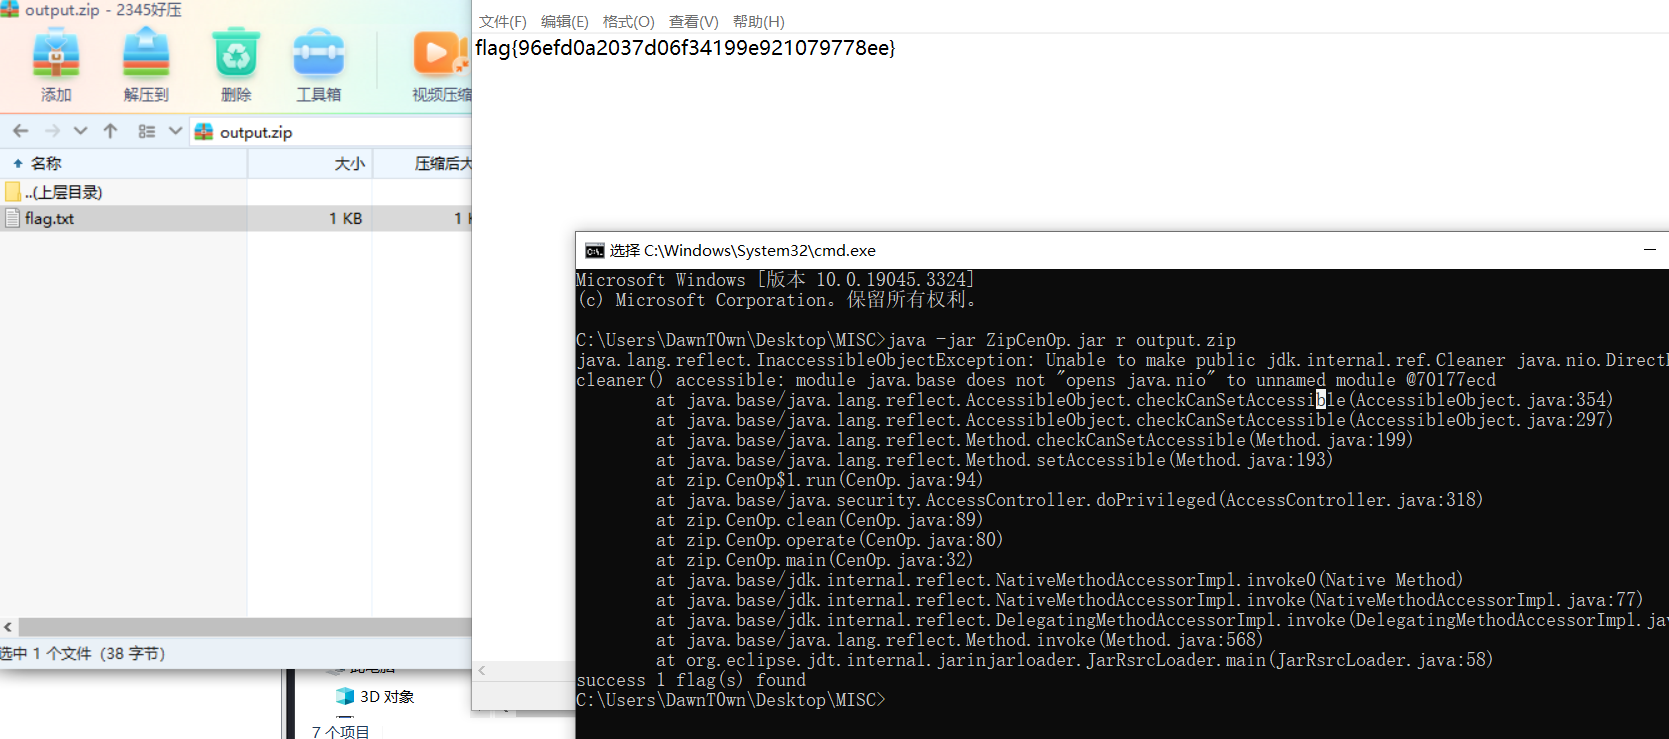 output.zip - 2345好压
添加 解压到 删除 工具箱 视频压缩
output.zip
名称 大小 压缩后大
..(上层目录)
flag.txt 1 KB 1
选中 1 个文件（38 字节）
3D 对象
7 个项目
文件(F) 编辑(E) 格式(O) 查看(V) 帮助(H)
flag{96efd0a2037d06f34199e921079778ee}
选择 C:\Windows\System32\cmd.exe
Microsoft Windows [版本 10.0.19045.3324]
(c) Microsoft Corporation。保留所有权利。
C:\Users\DawnT0wn\Desktop\MISC>java -jar ZipCenOp.jar r output.zip
java.lang.reflect.InaccessibleObjectException: Unable to make public jdk.internal.ref.Cleaner java.nio.Direct
cleaner() accessible: module java.base does not "opens java.nio" to unnamed module @70177ecd
at java.base/java.lang.reflect.AccessibleObject.checkCanSetAccessible(AccessibleObject.java:354)
at java.base/java.lang.reflect.AccessibleObject.checkCanSetAccessible(AccessibleObject.java:297)
at java.base/java.lang.reflect.Method.checkCanSetAccessible(Method.java:199)
at java.base/java.lang.reflect.Method.setAccessible(Method.java:193)
at zip.CenOp$1.run(CenOp.java:94)
at java.base/java.security.AccessController.doPrivileged(AccessController.java:318)
at zip.CenOp.clean(CenOp.java:89)
at zip.CenOp.operate(CenOp.java:80)
at zip.CenOp.main(CenOp.java:32)
at java.base/jdk.internal.reflect.NativeMethodAccessorImpl.invoke0(Native Method)
at java.base/jdk.internal.reflect.NativeMethodAccessorImpl.invoke(NativeMethodAccessorImpl.java:77)
at java.base/jdk.internal.reflect.DelegatingMethodAccessorImpl.invoke(DelegatingMethodAccessorImpl.ja
at java.base/java.lang.reflect.Method.invoke(Method.java:568)
at org.eclipse.jdt.internal.jarinjarloader.JarRsrcLoader.main(JarRsrcLoader.java:58)
success 1 flag(s) found
C:\Users\DawnT0wn\Desktop\MISC>